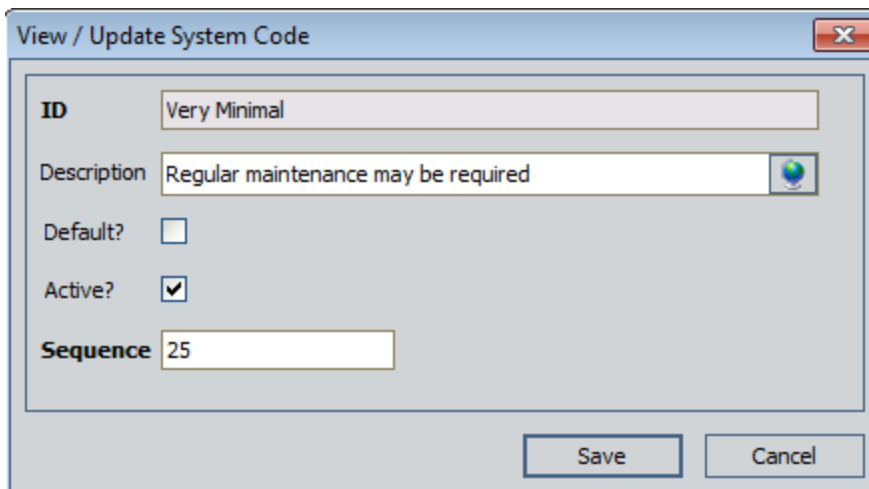 View / Update System Code
ID Very Minimal
Description Regular maintenance may be required
Default?
Active?
Sequence 25
Save Cancel